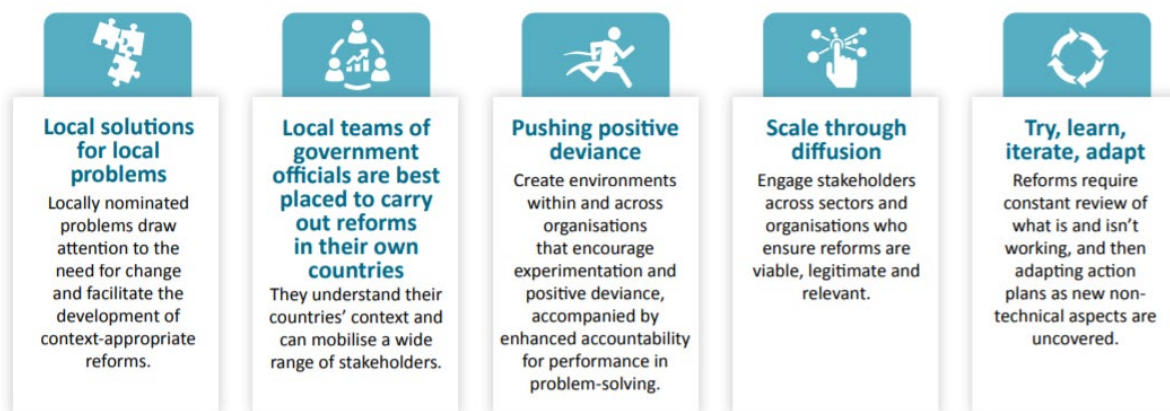 Local solutions
for local
problems
Locally nominated
problems draw
attention to the
need for change
and facilitate the
development of
context-appropriate
reforms.
Local teams of
government
officials are best
placed to carry
out reforms
in their own
countries
They understand their
countries’ context and
can mobilise a wide
range of stakeholders.
Pushing positive
deviance
Create environments
within and across
organisations
that encourage
experimentation and
positive deviance,
accompanied by
enhanced accountability
for performance in
problem-solving.
Scale through
diffusion
Engage stakeholders
across sectors and
organisations who
ensure reforms are
viable, legitimate and
relevant.
Try, learn,
iterate, adapt
Reforms require
constant review of
what is and isn’t
working, and then
adapting action
plans as new non-
technical aspects are
uncovered.